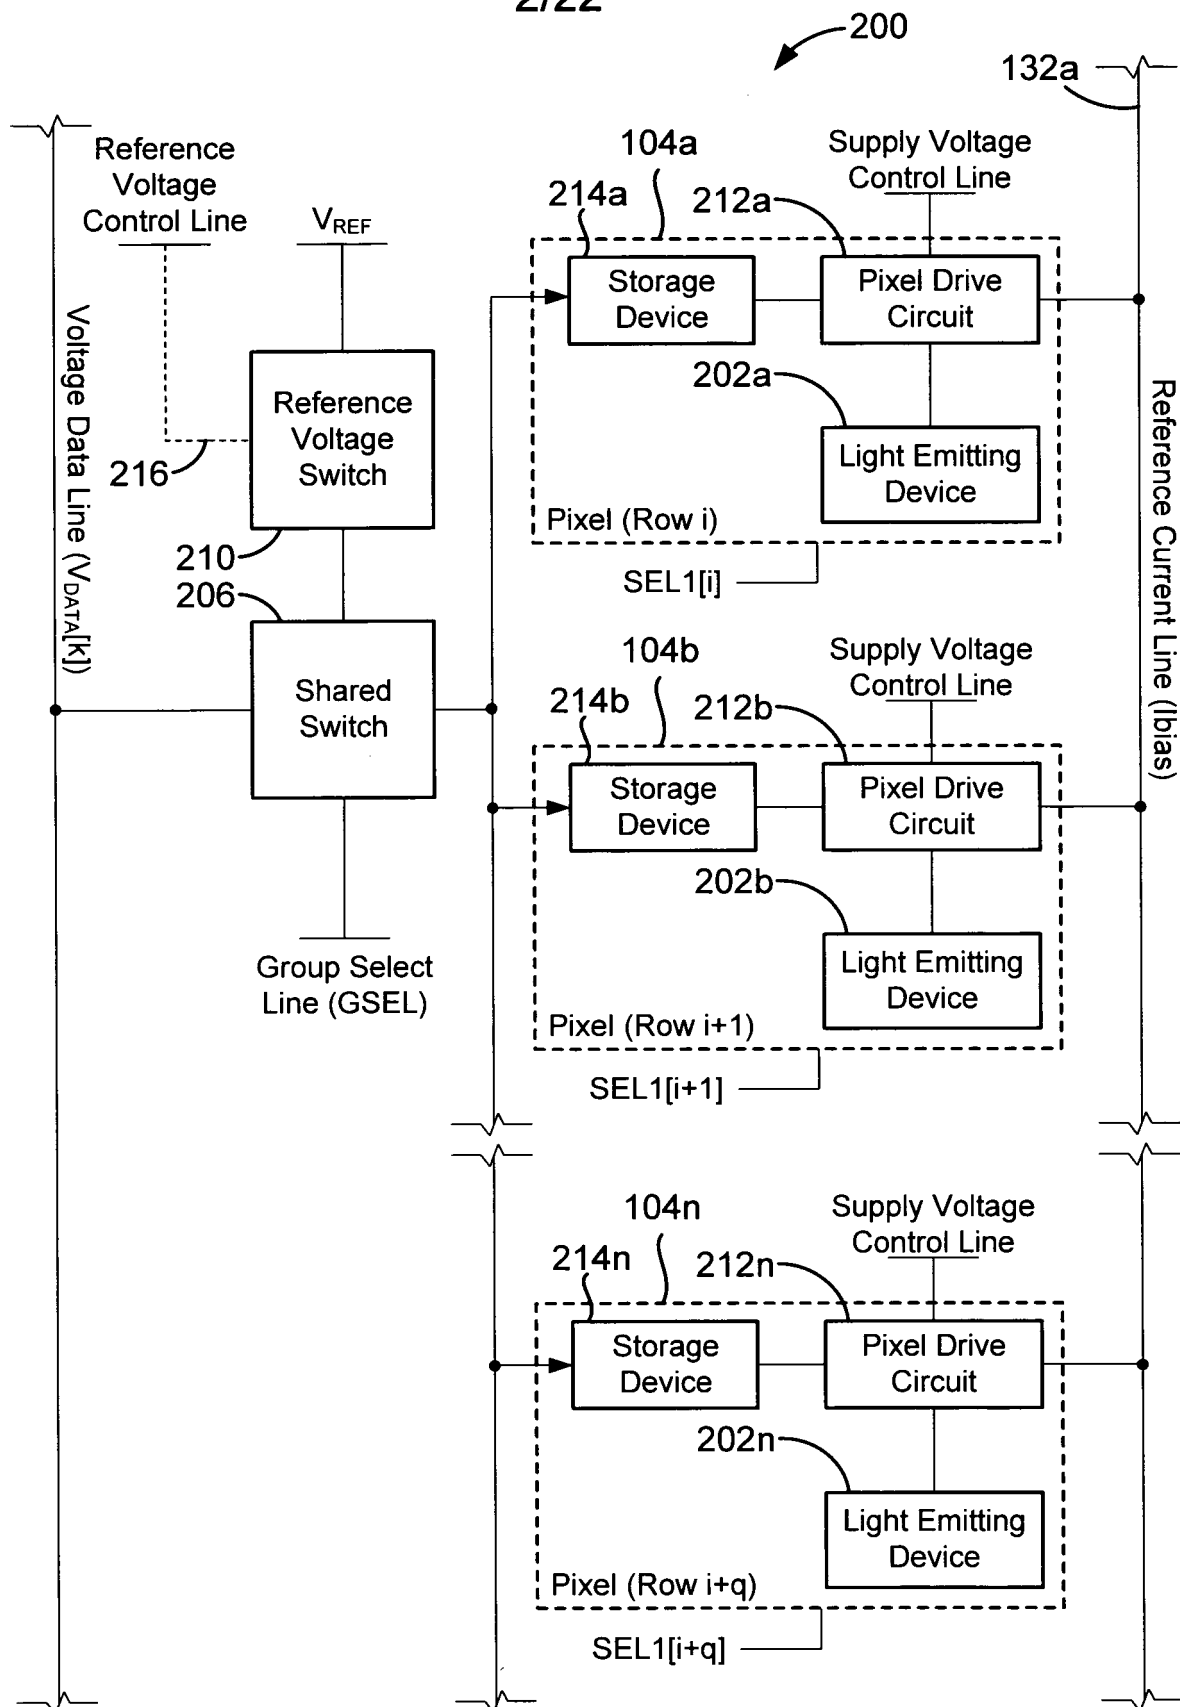 2/22
200
132a
Reference
Voltage
Control Line
V_REF
Voltage Data Line (V_DATA[k])
216
Reference
Voltage
Switch
210
206
Shared
Switch
Group Select
Line (GSEL)
104a
Supply Voltage
Control Line
214a
212a
Storage
Device
Pixel Drive
Circuit
202a
Light Emitting
Device
Pixel (Row i)
SEL1[i]
Reference Current Line (Ibias)
104b
Supply Voltage
Control Line
214b
212b
Storage
Device
Pixel Drive
Circuit
202b
Light Emitting
Device
Pixel (Row i+1)
SEL1[i+1]
104n
Supply Voltage
Control Line
214n
212n
Storage
Device
Pixel Drive
Circuit
202n
Light Emitting
Device
Pixel (Row i+q)
SEL1[i+q]